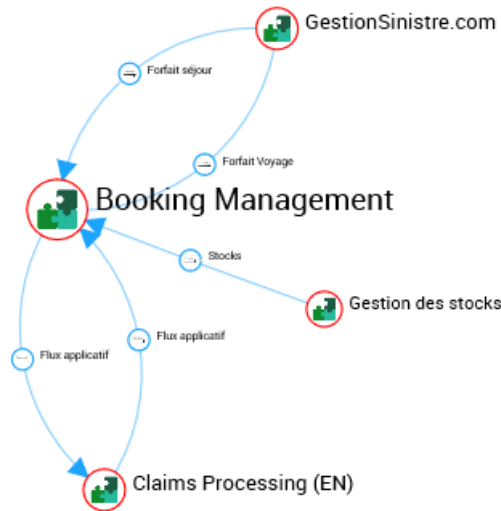 GestionSinistre.com
Forfait séjour
Forfait Voyage
Booking Management
Stocks
Gestion des stocks
Flux applicatif
Flux applicatif
Claims Processing (EN)